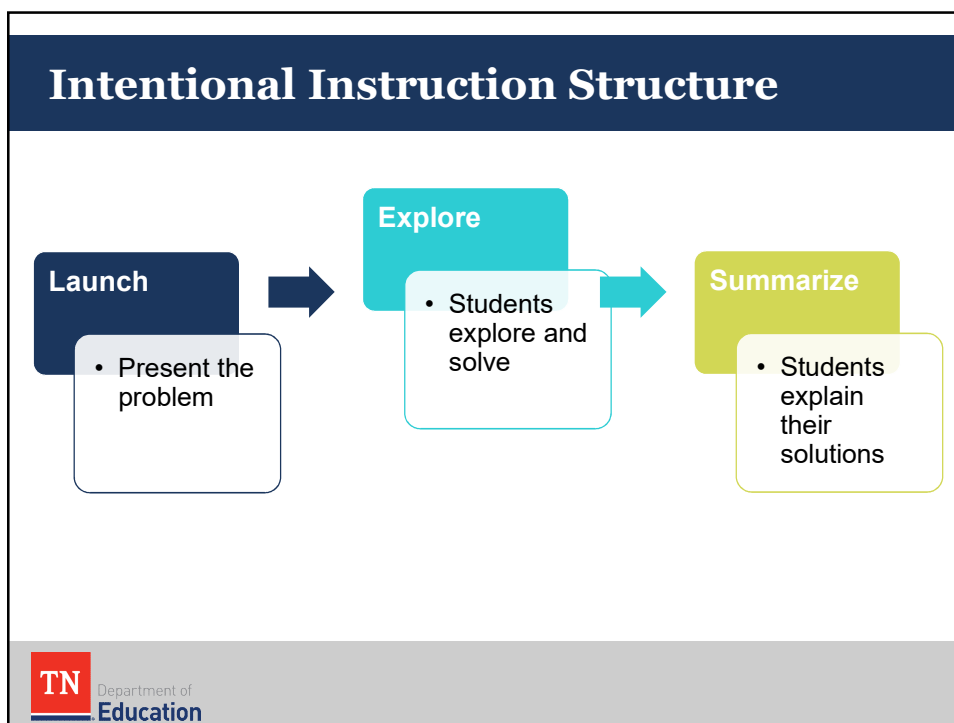 Intentional Instruction Structure
Launch
• Present the
problem
Explore
• Students
explore and
solve
Summarize
• Students
explain
their
solutions
TN
Department of
Education